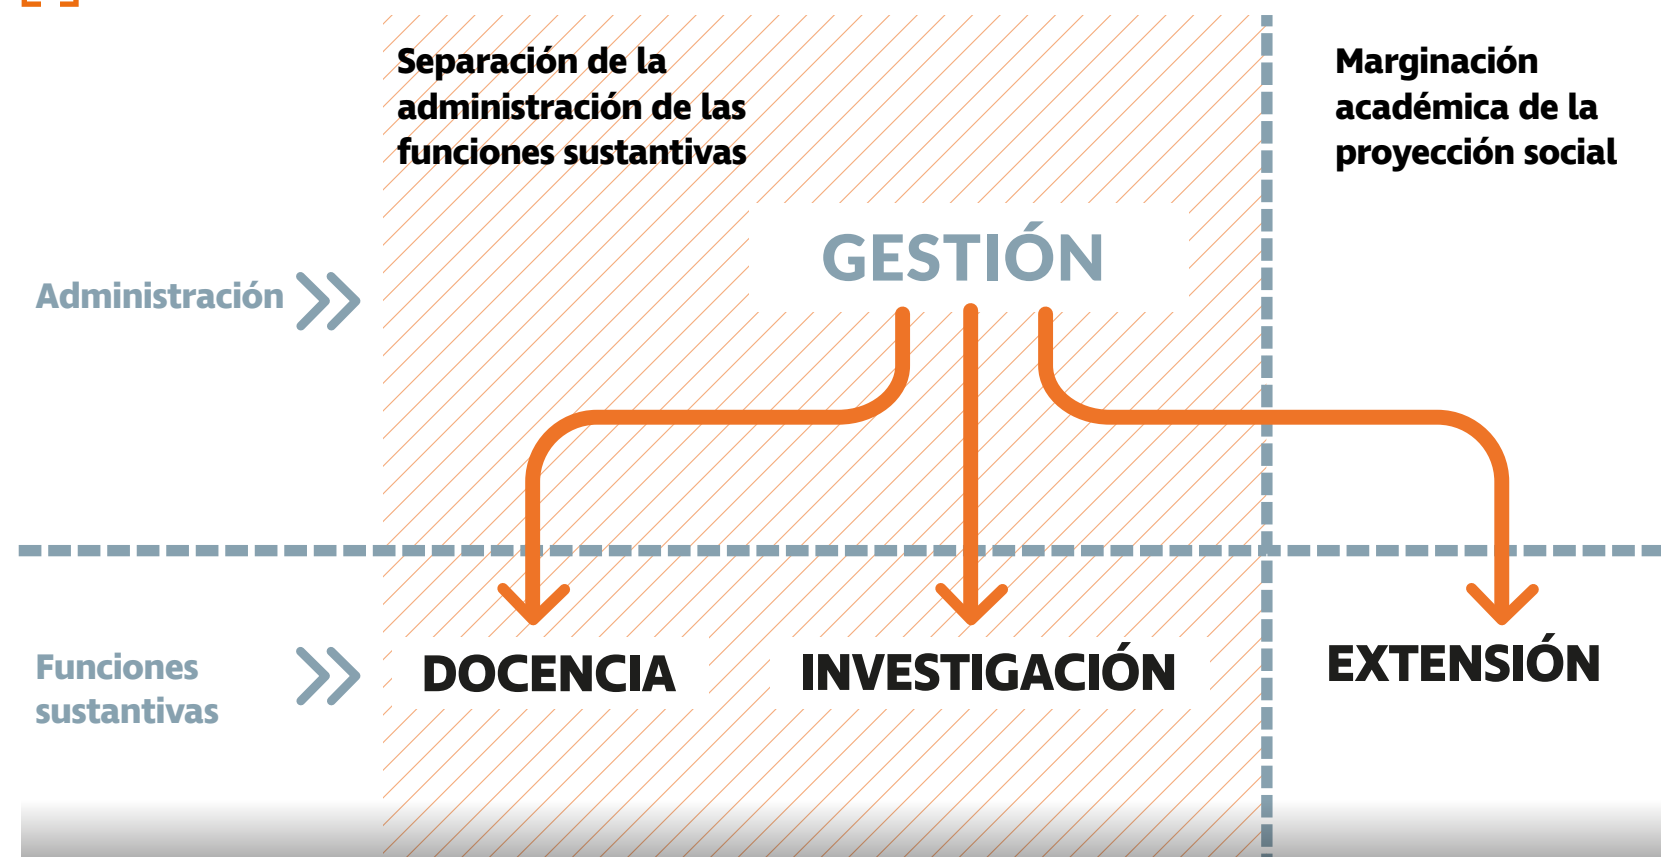 Separación de la
administración de las
funciones sustantivas
Marginación
académica de la
proyección social
GESTIÓN
Administración
Funciones
sustantivas
DOCENCIA
INVESTIGACIÓN
EXTENSIÓN